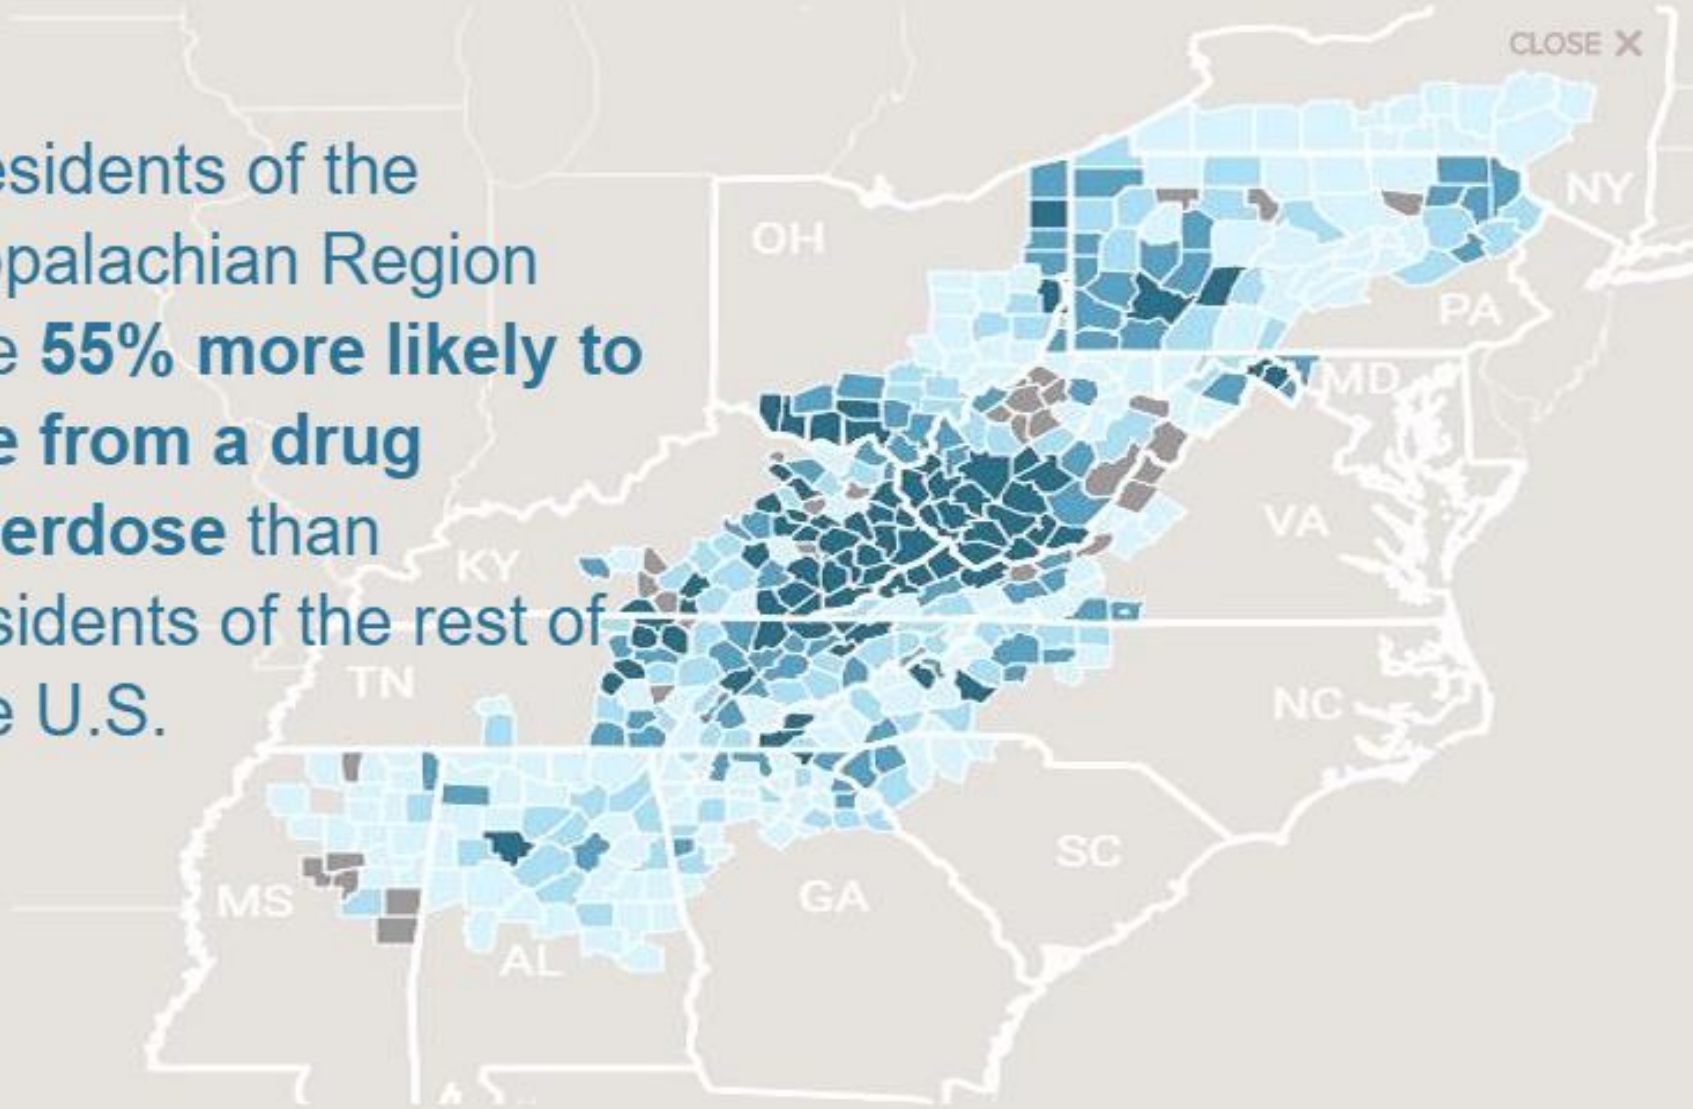 CLOSE X
esidents of the
ppalachian Region
e 55% more likely to
e from a drug
erdose than
sidents of the rest of
e U.S.
NY
OH
PA
MD
VA
KY
TN
NC
SC
MS
GA
AL